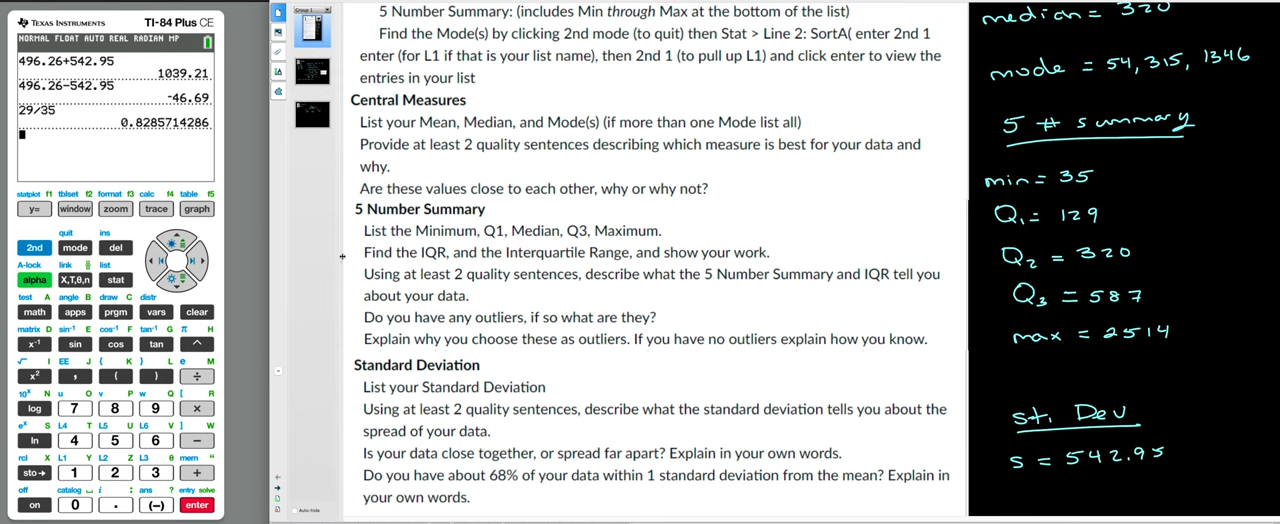 TEXAS INSTRUMENTS TI-84 Plus CE
NORMAL FLOAT AUTO REAL RADIAN MP
496.26+542.95
1039.21
496.26-542.95
-46.69
29/35
0.8285714286
statplot f1 tblset f2 format f3 calc f4 table f5
y= window zoom trace graph
quit ins
2nd mode del
A-lock link list
alpha X,T,θ,n stat
test A angle B draw C distr
math apps prgm vars clear
matrix D sin⁻¹ E cos⁻¹ F tan⁻¹ G π H
x⁻¹ sin cos tan ^
√ I EE J { K } L e M
x² , ( ) ÷
10ˣ N u O v P w Q [ R
log 7 8 9 ×
eˣ S L4 T L5 U L6 V ] W
ln 4 5 6 −
rcl X L1 Y L2 Z L3 θ mem "
sto→ 1 2 3 +
off catalog i : ans ? entry solve
on 0 . (−) enter
Group 1
Auto-hide
5 Number Summary: (includes Min through Max at the bottom of the list)
Find the Mode(s) by clicking 2nd mode (to quit) then Stat > Line 2: SortA( enter 2nd 1
enter (for L1 if that is your list name), then 2nd 1 (to pull up L1) and click enter to view the
entries in your list
Central Measures
List your Mean, Median, and Mode(s) (if more than one Mode list all)
Provide at least 2 quality sentences describing which measure is best for your data and
why.
Are these values close to each other, why or why not?
5 Number Summary
List the Minimum, Q1, Median, Q3, Maximum.
Find the IQR, and the Interquartile Range, and show your work.
Using at least 2 quality sentences, describe what the 5 Number Summary and IQR tell you
about your data.
Do you have any outliers, if so what are they?
Explain why you choose these as outliers. If you have no outliers explain how you know.
Standard Deviation
List your Standard Deviation
Using at least 2 quality sentences, describe what the standard deviation tells you about the
spread of your data.
Is your data close together, or spread far apart? Explain in your own words.
Do you have about 68% of your data within 1 standard deviation from the mean? Explain in
your own words.
median = 320
mode = 54, 315, 1346
5 # summary
min = 35
Q₁ = 129
Q₂ = 320
Q₃ = 587
max = 2514
st. Dev
s = 542.95